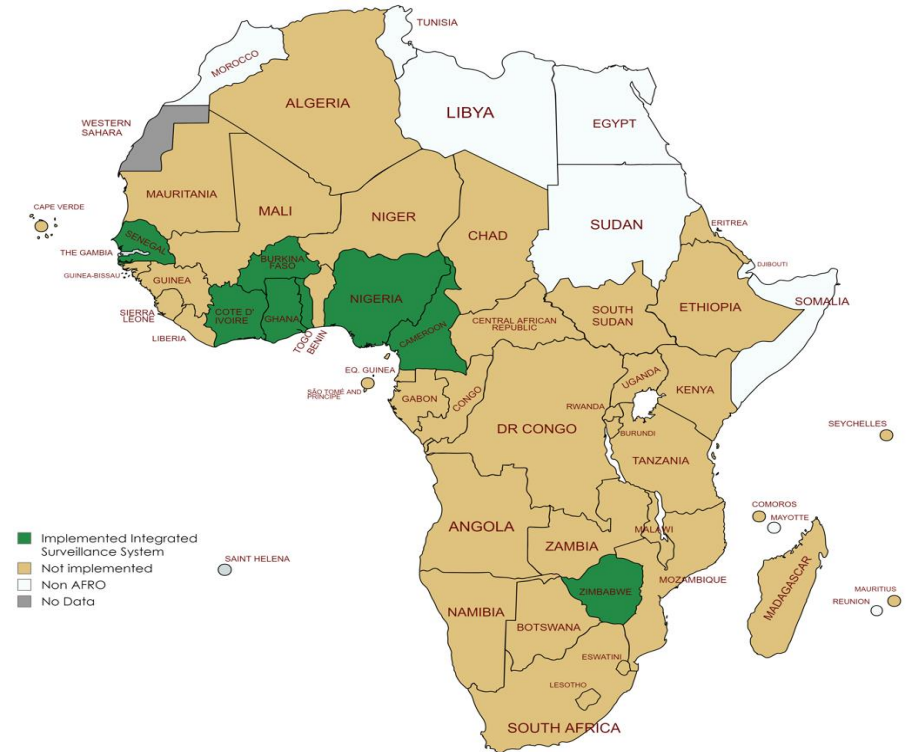 TUNISIA
MOROCCO
ALGERIA
LIBYA
EGYPT
WESTERN
SAHARA
MAURITANIA
MALI
NIGER
CHAD
SUDAN
ERITREA
CAPE VERDE
SENEGAL
THE GAMBIA
GUINEA-BISSAU
GUINEA
BURKINA
FASO
DJIBOUTI
SOMALIA
NIGERIA
ETHIOPIA
SIERRA
LEONE
COTE D'
IVOIRE
GHANA
SOUTH
SUDAN
CENTRAL AFRICAN
REPUBLIC
LIBERIA
TOGO
BENIN
CAMEROON
EQ. GUINEA
SÃO TOMÉ AND
PRINCIPE
GABON
CONGO
UGANDA
KENYA
RWANDA
BURUNDI
DR CONGO
TANZANIA
SEYCHELLES
COMOROS
MAYOTTE
ANGOLA
MALAWI
ZAMBIA
Implemented Integrated
Surveillance System
Not implemented
Non AFRO
No Data
SAINT HELENA
MOZAMBIQUE
ZIMBABWE
MADAGASCAR
MAURITIUS
REUNION
NAMIBIA
BOTSWANA
ESWATINI
LESOTHO
SOUTH AFRICA